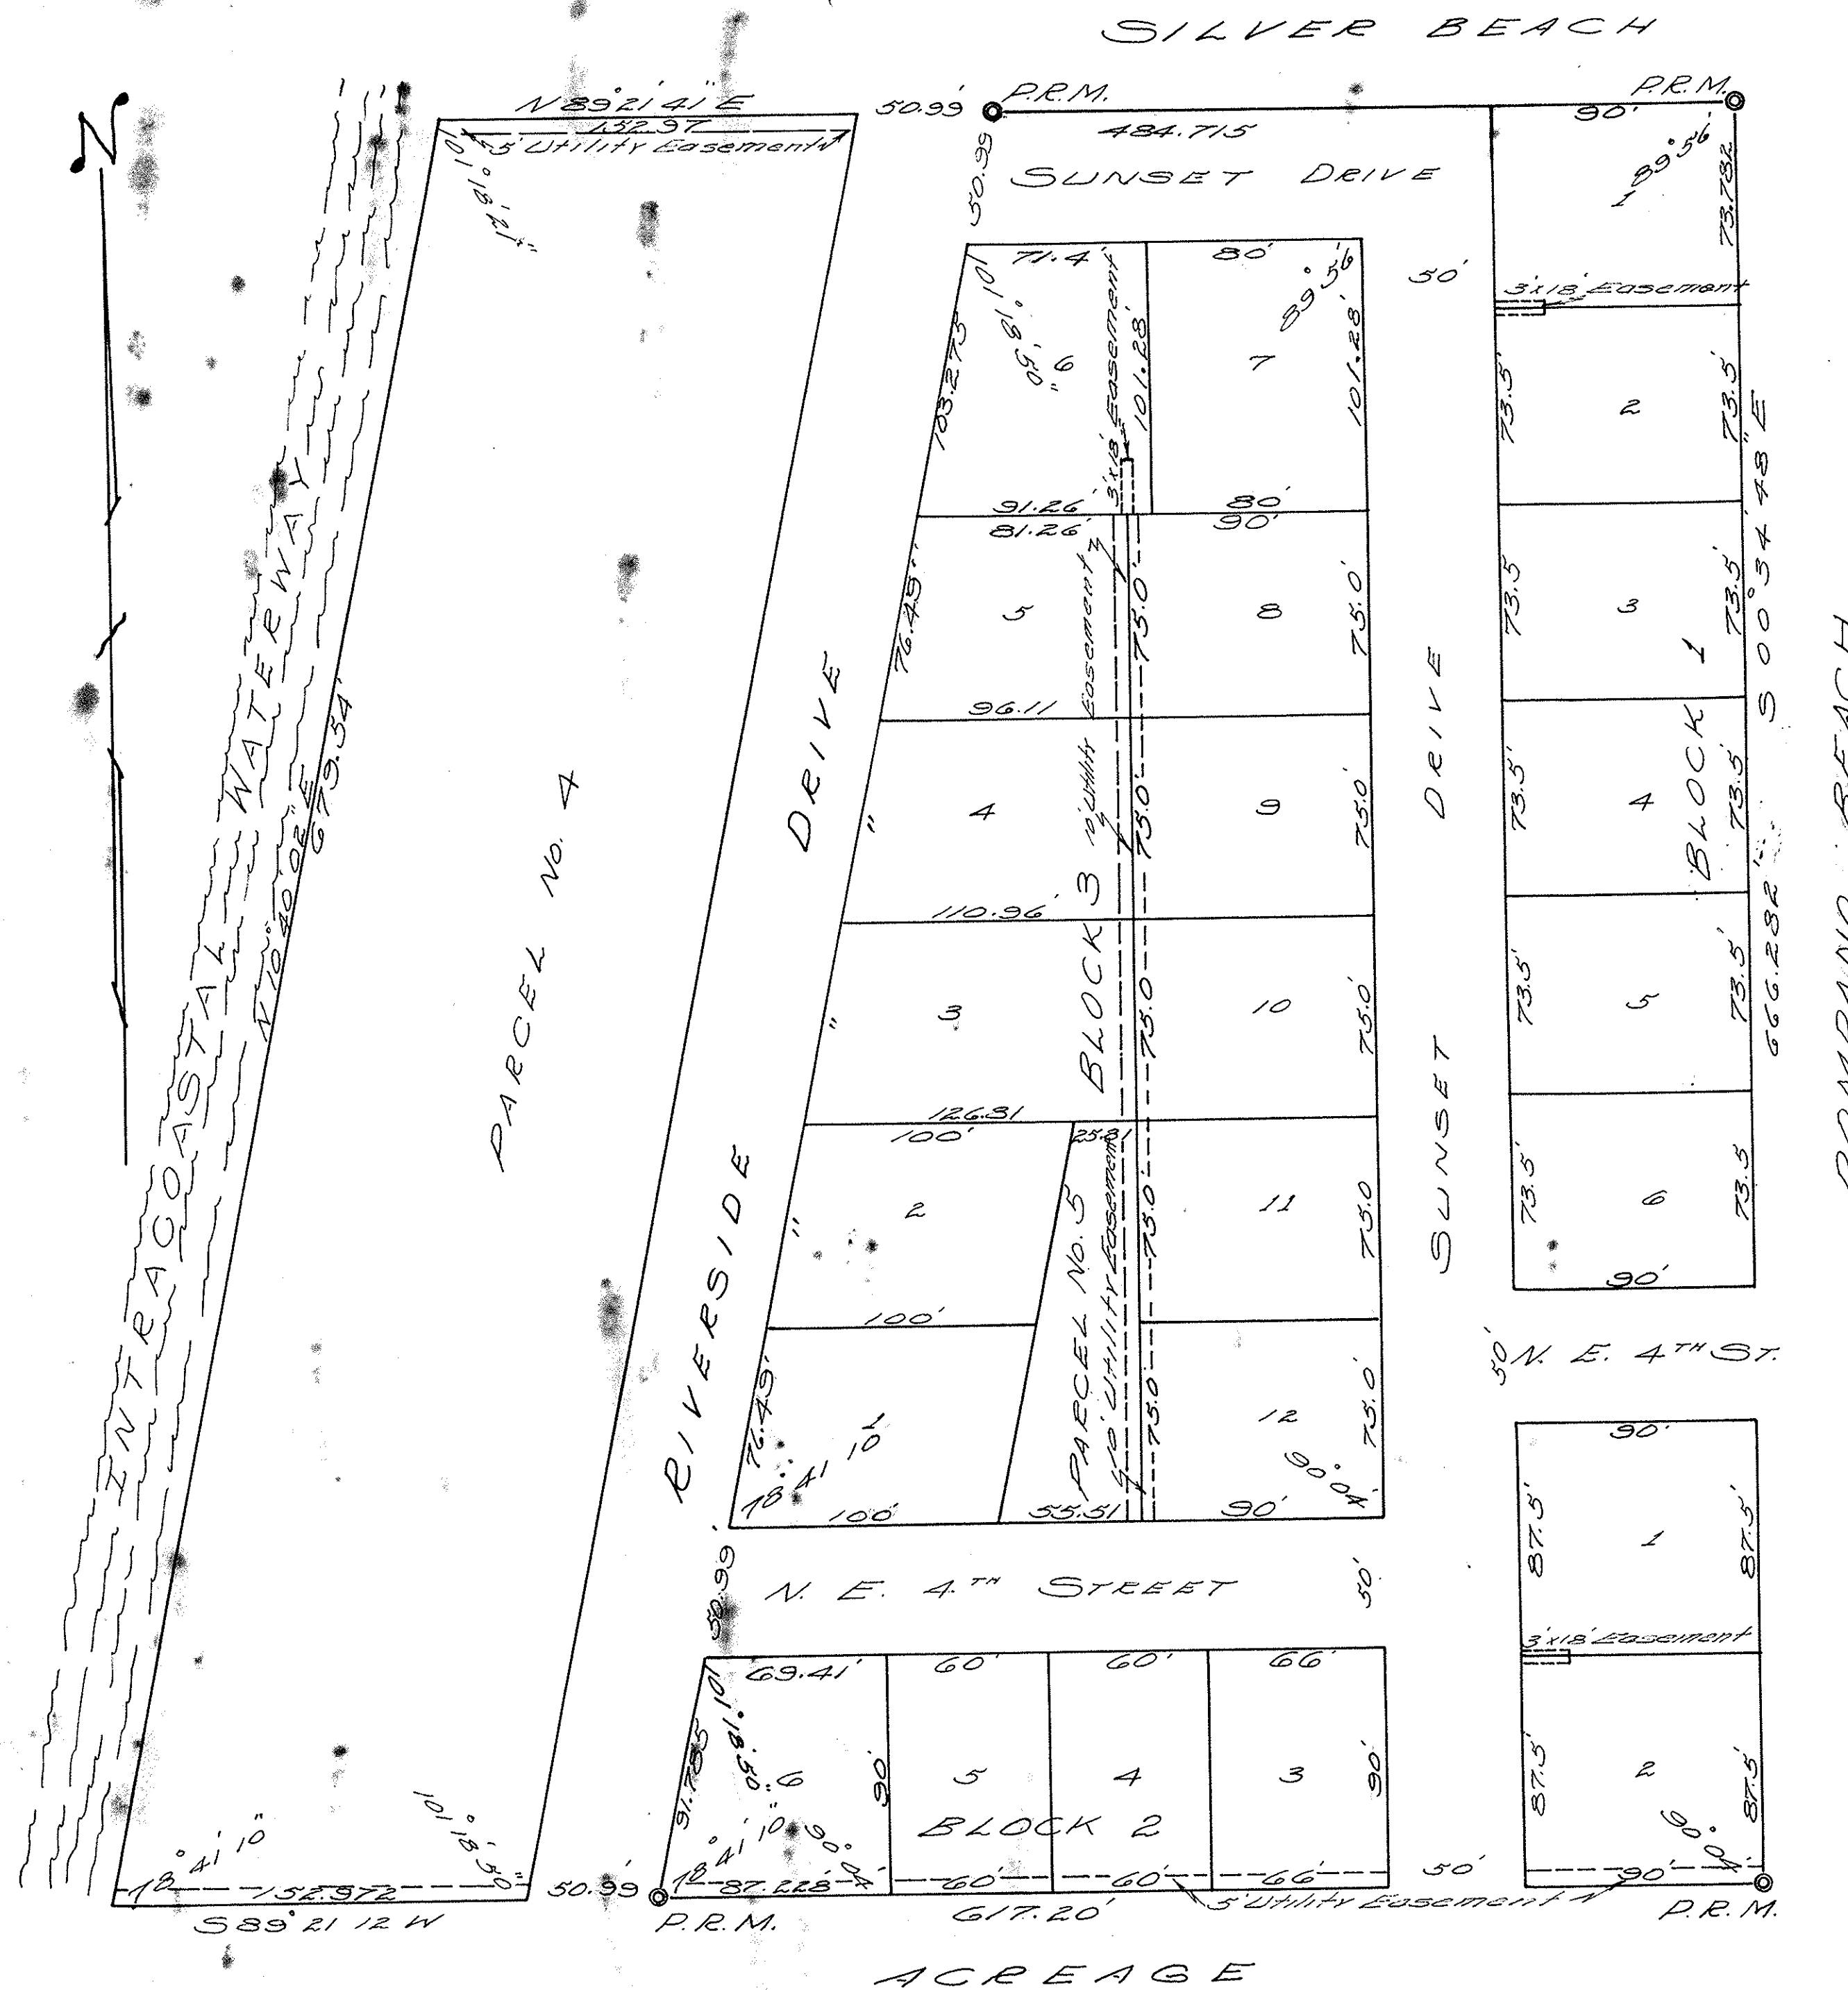 SILVER BEACH
N
N 89° 21' 41" E
152.97
5' Utility Easement
101° 18' 21"
50.99'
P.R.M.
484.715
P.R.M.
90'
50.99
SUNSET DRIVE
1
89° 56'
73.782
71.4'
80'
50'
101° 18' 50"
6
3'x18' Easement
101.28'
7
89° 56'
101.28'
103.273'
91.26'
80'
3'x18' Easement
73.5'
2
73.5'
81.26'
90'
76.49'
5
10' Utility Easement
75.0'
8
75.0'
73.5'
3
73.5'
S 00° 34' 48" E
96.11
"
4
75.0'
9
75.0'
73.5'
4
73.5'
BLOCK 1
666.282'
110.96'
"
3
BLOCK 3
75.0
10
75.0'
73.5'
5
73.5'
126.81
100'
25.81
"
2
PARCEL No. 5
10' Utility Easement
75.0'
11
75.0
73.5'
6
73.5
90'
100'
76.49'
1
78° 41' 10"
75.0'
12
90° 04'
75.0'
100'
55.51
90'
INTRACOASTAL WATERWAY
N 10° 40' 02" E
679.54'
PARCEL No. 4
RIVERSIDE DRIVE
SUNSET DRIVE
50' N. E. 4TH ST.
50.99'
N. E. 4TH STREET
50'
90'
87.5'
1
87.5'
3'x18' Easement
87.5'
2
87.5'
90° 04'
90'
69.41'
60'
60'
66'
101° 18' 50"
91.785
6
90'
5
4
3
90'
78° 41' 10"
90° 04'
BLOCK 2
87.228'
60'
60'
66'
50'
5' Utility Easement
78° 41' 10"
101° 18' 50"
152.972
50.99'
S 89° 21' 12 W
P.R.M.
617.20'
P.R.M.
ACREAGE